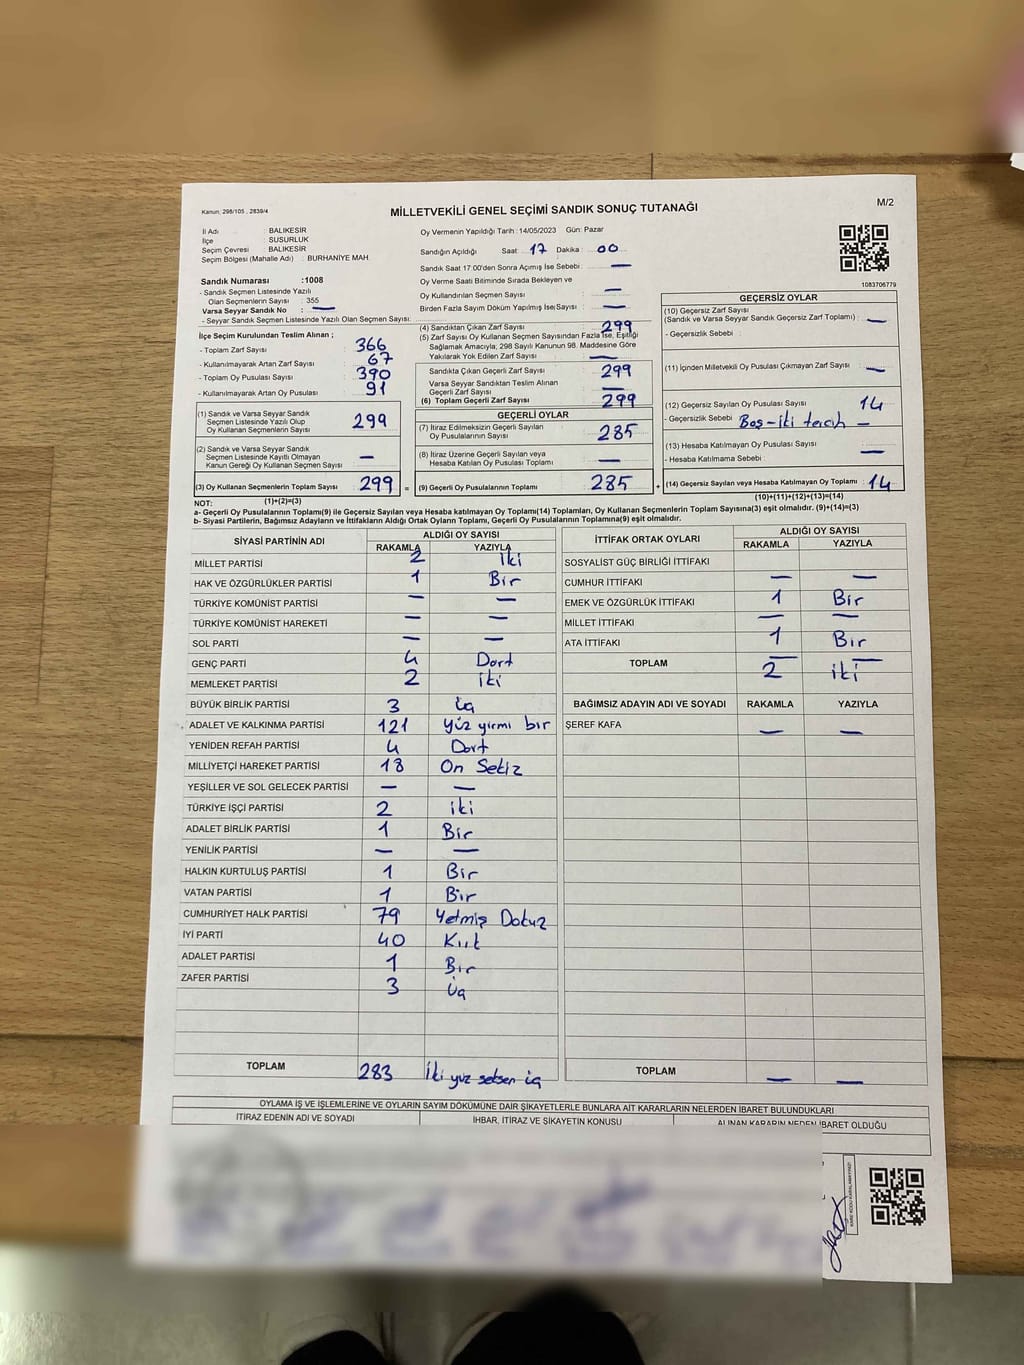 Kanun: 298/105 , 2839/4
MİLLETVEKİLİ GENEL SEÇİMİ SANDIK SONUÇ TUTANAĞI
M/2
İl Adı : BALIKESİR
İlçe : SUSURLUK
Seçim Çevresi : BALIKESİR
Seçim Bölgesi (Mahalle Adı) : BURHANİYE MAH
Sandık Numarası :1008
- Sandık Seçmen Listesinde Yazılı
Olan Seçmenlerin Sayısı : 355
Varsa Seyyar Sandık No : —
- Seyyar Sandık Seçmen Listesinde Yazılı Olan Seçmen Sayısı:
Oy Vermenin Yapıldığı Tarih : 14/05/2023 Gün: Pazar
Sandığın Açıldığı Saat: 17 Dakika : 00
Sandık Saat 17:00'den Sonra Açımış İse Sebebi : —
Oy Verme Saati Bitiminde Sırada Bekleyen ve
Oy Kullandırılan Seçmen Sayısı : —
Birden Fazla Sayım Döküm Yapılmış İse Sayısı : —
1083706779
İlçe Seçim Kurulundan Teslim Alınan ;
- Toplam Zarf Sayısı : 366
- Kullanılmayarak Artan Zarf Sayısı : 67
- Toplam Oy Pusulası Sayısı : 390
- Kullanılmayarak Artan Oy Pusulası : 91
(1) Sandık ve Varsa Seyyar Sandık
Seçmen Listesinde Yazılı Olup
Oy Kullanan Seçmenlerin Sayısı : 299
(2) Sandık ve Varsa Seyyar Sandık
Seçmen Listesinde Kayıtlı Olmayan
Kanun Gereği Oy Kullanan Seçmen Sayısı : —
(3) Oy Kullanan Seçmenlerin Toplam Sayısı : 299 =
(1)+(2)=(3)
(4) Sandıktan Çıkan Zarf Sayısı : 299
(5) Zarf Sayısı Oy Kullanan Seçmen Sayısından Fazla İse, Eşitliği
Sağlamak Amacıyla, 298 Sayılı Kanunun 98. Maddesine Göre
Yakılarak Yok Edilen Zarf Sayısı : —
Sandıkta Çıkan Geçerli Zarf Sayısı : 299
Varsa Seyyar Sandıktan Teslim Alınan
Geçerli Zarf Sayısı : —
(6) Toplam Geçerli Zarf Sayısı : 299
GEÇERLİ OYLAR
(7) İtiraz Edilmeksizin Geçerli Sayılan
Oy Pusulalarının Sayısı : 285
(8) İtiraz Üzerine Geçerli Sayılan veya
Hesaba Katılan Oy Pusulası Toplamı : —
(9) Geçerli Oy Pusulalarının Toplamı : 285 +
GEÇERSİZ OYLAR
(10) Geçersiz Zarf Sayısı
(Sandık ve Varsa Seyyar Sandık Geçersiz Zarf Toplamı) : —
- Geçersizlik Sebebi :
(11) İçinden Milletvekili Oy Pusulası Çıkmayan Zarf Sayısı : —
(12) Geçersiz Sayılan Oy Pusulası Sayısı : 14
- Geçersizlik Sebebi : Boş-iki tercih —
(13) Hesaba Katılmayan Oy Pusulası Sayısı : —
- Hesaba Katılmama Sebebi :
(14) Geçersiz Sayılan veya Hesaba Katılmayan Oy Toplamı : 14
(10)+(11)+(12)+(13)=(14)
NOT:
a- Geçerli Oy Pusulalarının Toplamı(9) ile Geçersiz Sayılan veya Hesaba Katılmayan Oy Toplamı(14) Toplamları, Oy Kullanan Seçmenlerin Toplam Sayısına(3) eşit olmalıdır. (9)+(14)=(3)
b- Siyasi Partilerin, Bağımsız Adayların ve İttifakların Aldığı Ortak Oyların Toplamı, Geçerli Oy Pusulalarının Toplamına(9) eşit olmalıdır.
SİYASİ PARTİNİN ADI ALDIĞI OY SAYISI
RAKAMLA YAZIYLA
MİLLET PARTİSİ 2 iki
HAK VE ÖZGÜRLÜKLER PARTİSİ 1 Bir
TÜRKİYE KOMÜNİST PARTİSİ — —
TÜRKİYE KOMÜNİST HAREKETİ — —
SOL PARTİ — —
GENÇ PARTİ 4 Dört
MEMLEKET PARTİSİ 2 iki
BÜYÜK BİRLİK PARTİSİ 3 üç
ADALET VE KALKINMA PARTİSİ 121 Yüz yirmi bir
YENİDEN REFAH PARTİSİ 4 Dört
MİLLİYETÇİ HAREKET PARTİSİ 18 On Sekiz
YEŞİLLER VE SOL GELECEK PARTİSİ — —
TÜRKİYE İŞÇİ PARTİSİ 2 iki
ADALET BİRLİK PARTİSİ 1 Bir
YENİLİK PARTİSİ — —
HALKIN KURTULUŞ PARTİSİ 1 Bir
VATAN PARTİSİ 1 Bir
CUMHURİYET HALK PARTİSİ 79 Yetmiş Dokuz
İYİ PARTİ 40 Kırk
ADALET PARTİSİ 1 Bir
ZAFER PARTİSİ 3 Üç
TOPLAM 283 İki yüz seksen üç
İTTİFAK ORTAK OYLARI ALDIĞI OY SAYISI
RAKAMLA YAZIYLA
SOSYALİST GÜÇ BİRLİĞİ İTTİFAKI — —
CUMHUR İTTİFAKI
EMEK VE ÖZGÜRLÜK İTTİFAKI 1 Bir
MİLLET İTTİFAKI — —
ATA İTTİFAKI 1 Bir
TOPLAM 2 iki
BAĞIMSIZ ADAYIN ADI VE SOYADI RAKAMLA YAZIYLA
ŞEREF KAFA — —
TOPLAM — —
OYLAMA İŞ VE İŞLEMLERİNE VE OYLARIN SAYIM DÖKÜMÜNE DAİR ŞİKAYETLERLE BUNLARA AİT KARARLARIN NELERDEN İBARET BULUNDUKLARI
İTİRAZ EDENİN ADI VE SOYADI İHBAR, İTİRAZ VE ŞİKAYETİN KONUSU ALINAN KARARIN NEDEN İBARET OLDUĞU